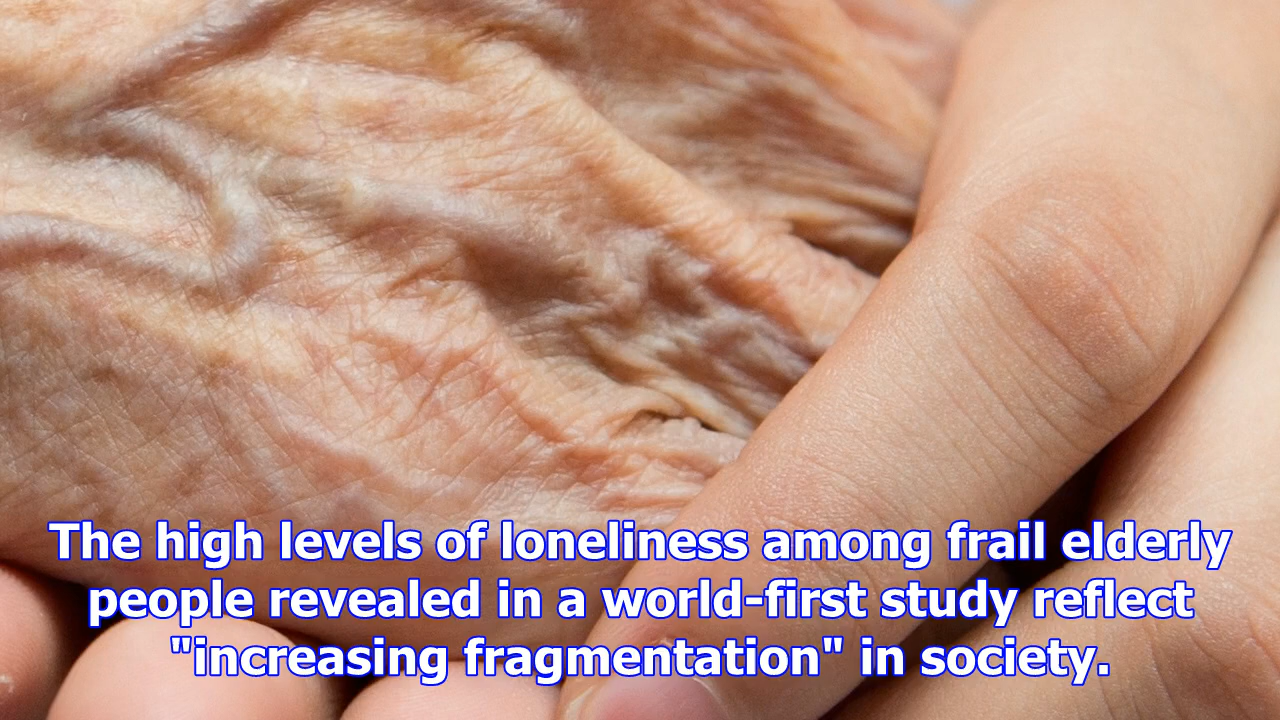 The high levels of loneliness among frail elderly
people revealed in a world-first study reflect
"increasing fragmentation" in society.